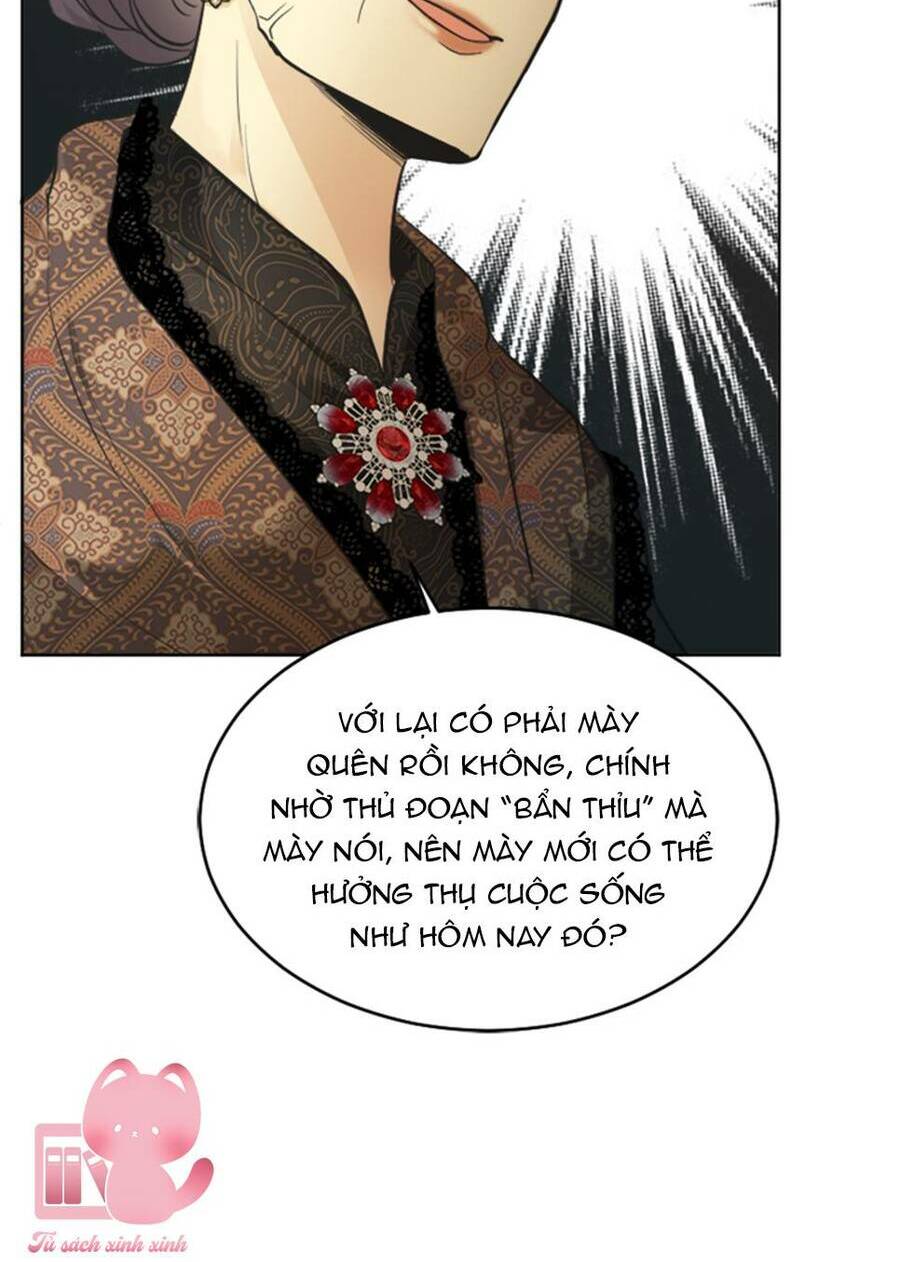 VỚI LẠI CÓ PHẢI MÀY
QUÊN RỒI KHÔNG, CHÍNH
NHỜ THỦ ĐOẠN “BẨN THỈU” MÀ
MÀY NÓI, NÊN MÀY MỚI CÓ THỂ
HƯỞNG THỤ CUỘC SỐNG
NHƯ HÔM NAY ĐÓ?
Tủ sách xinh xinh